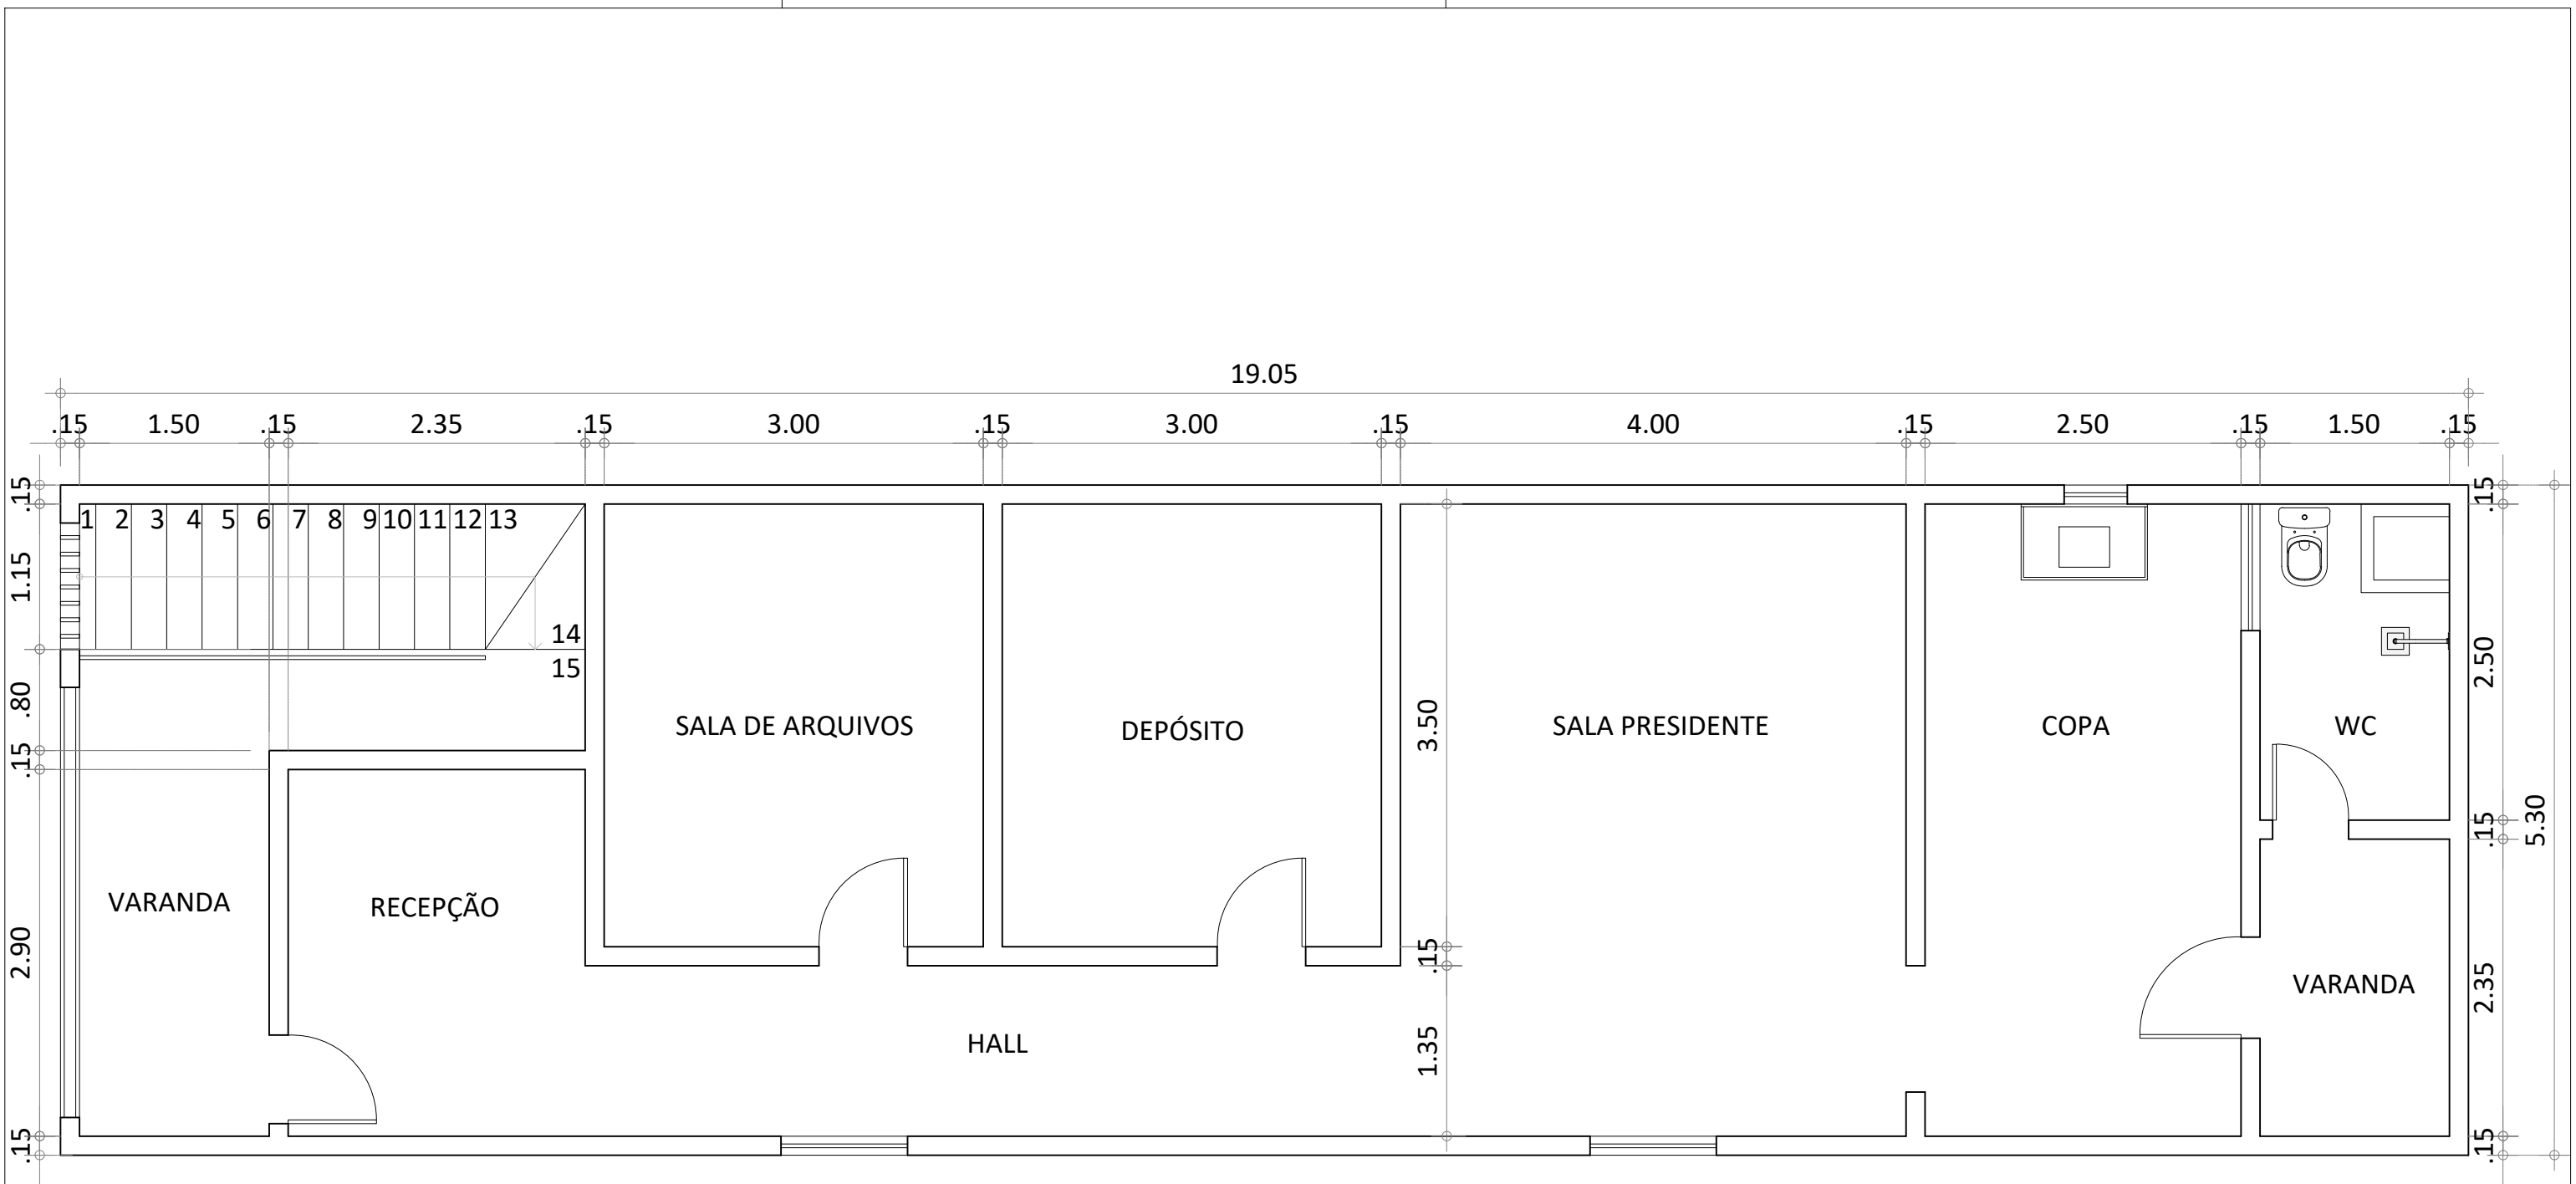 19.05
.15 1.50 .15 2.35 .15 3.00 .15 3.00 .15 4.00 .15 2.50 .15 1.50 .15
.15
1.15
.80
.15
2.90
.15
1 2 3 4 5 6 7 8 9 10 11 12 13
14
15
SALA DE ARQUIVOS
DEPÓSITO
3.50
.15
1.35
SALA PRESIDENTE
COPA
WC
VARANDA
RECEPÇÃO
HALL
VARANDA
.15
2.50
.15
2.35
.15
5.30